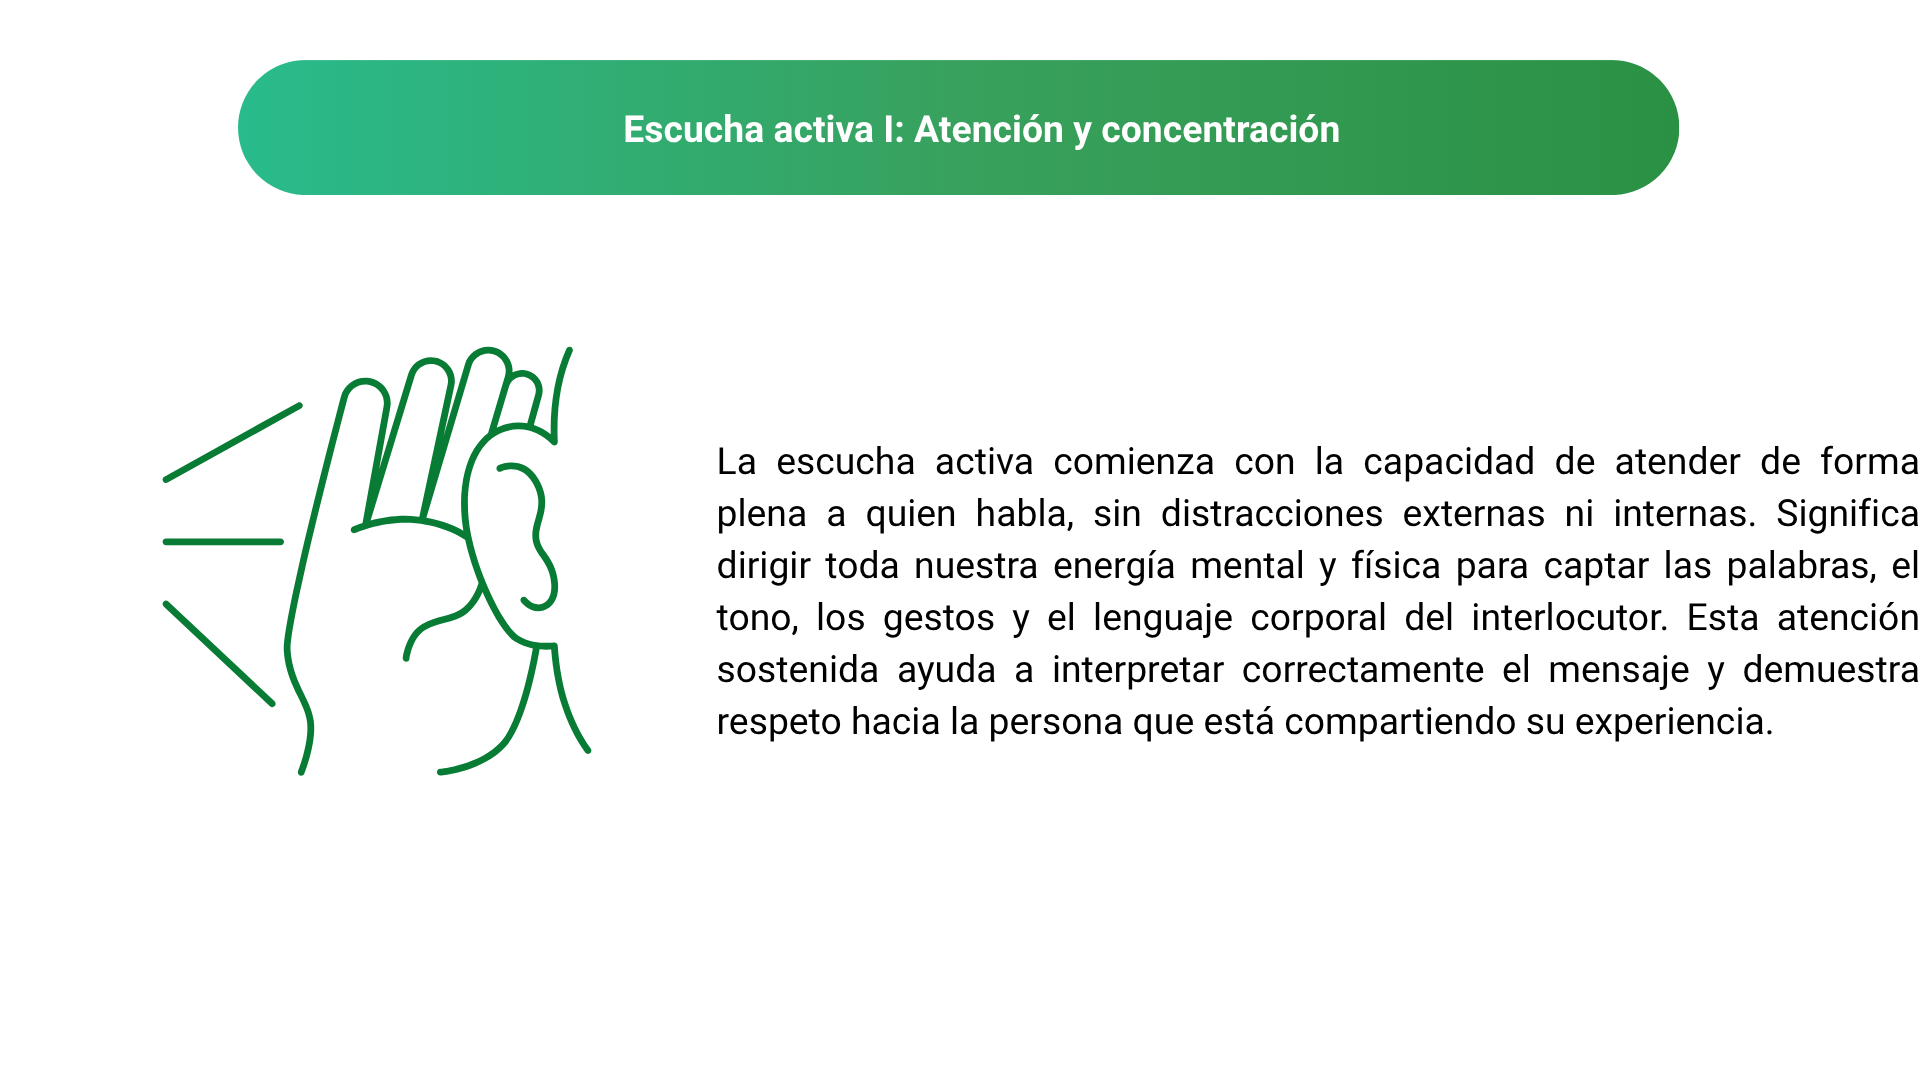 Escucha activa I: Atención y concentración
La escucha activa comienza con la capacidad de atender de forma
plena a quien habla, sin distracciones externas ni internas. Significa
dirigir toda nuestra energía mental y física para captar las palabras, el
tono, los gestos y el lenguaje corporal del interlocutor. Esta atención
sostenida ayuda a interpretar correctamente el mensaje y demuestra
respeto hacia la persona que está compartiendo su experiencia.